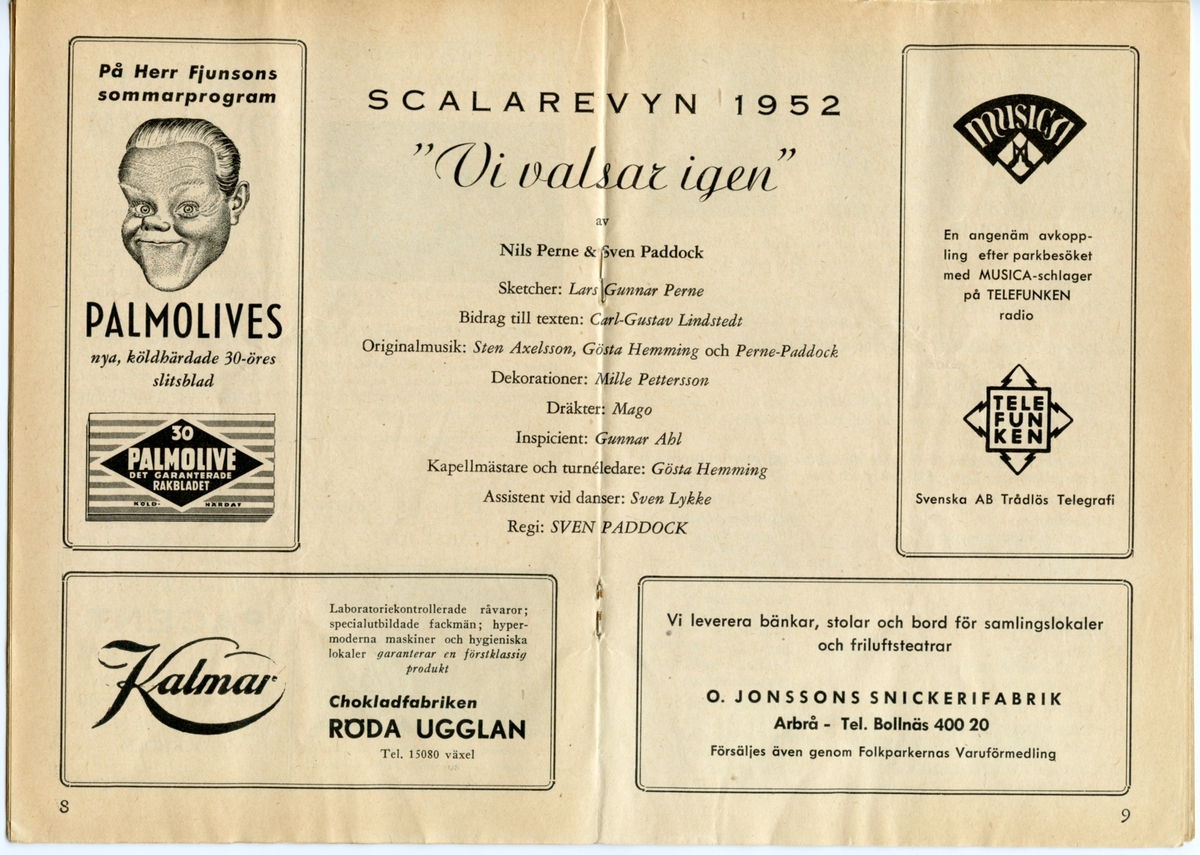 På Herr Fjunsons
sommarprogram
PALMOLIVES
nya, köldhärdade 30-öres
slitsblad
30
PALMOLIVE
DET GARANTERADE
RAKBLADET
KÖLD- HÄRDAT
SCALAREVYN 1952
"Vi valsar igen"
av
Nils Perne & Sven Paddock
Sketcher: Lars Gunnar Perne
Bidrag till texten: Carl-Gustav Lindstedt
Originalmusik: Sten Axelsson, Gösta Hemming och Perne-Paddock
Dekorationer: Mille Pettersson
Dräkter: Mago
Inspicient: Gunnar Ahl
Kapellmästare och turnéledare: Gösta Hemming
Assistent vid danser: Sven Lykke
Regi: SVEN PADDOCK
MUSICA
M
En angenäm avkopp-
ling efter parkbesöket
med MUSICA-schlager
på TELEFUNKEN
radio
TELE
FUN
KEN
Svenska AB Trådlös Telegrafi
Kalmar
Laboratoriekontrollerade råvaror;
specialutbildade fackmän; hyper-
moderna maskiner och hygieniska
lokaler garanterar en förstklassig
produkt
Chokladfabriken
RÖDA UGGLAN
Tel. 15080 växel
Vi leverera bänkar, stolar och bord för samlingslokaler
och friluftsteatrar
O. JONSSONS SNICKERIFABRIK
Arbrå - Tel. Bollnäs 400 20
Försäljes även genom Folkparkernas Varuförmedling
8
9